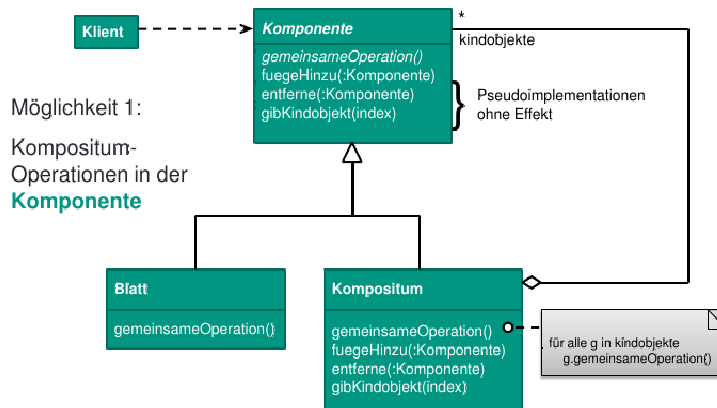 Klient
Komponente
gemeinsameOperation()
fuegeHinzu(:Komponente)
entferne(:Komponente)
gibKindobjekt(index)
*
kindobjekte
Pseudoimplementationen
ohne Effekt
Möglichkeit 1:
Kompositum-
Operationen in der
Komponente
Blatt
gemeinsameOperation()
Kompositum
gemeinsameOperation()
fuegeHinzu(:Komponente)
entferne(:Komponente)
gibKindobjekt(index)
für alle g in kindobjekte
g.gemeinsameOperation()